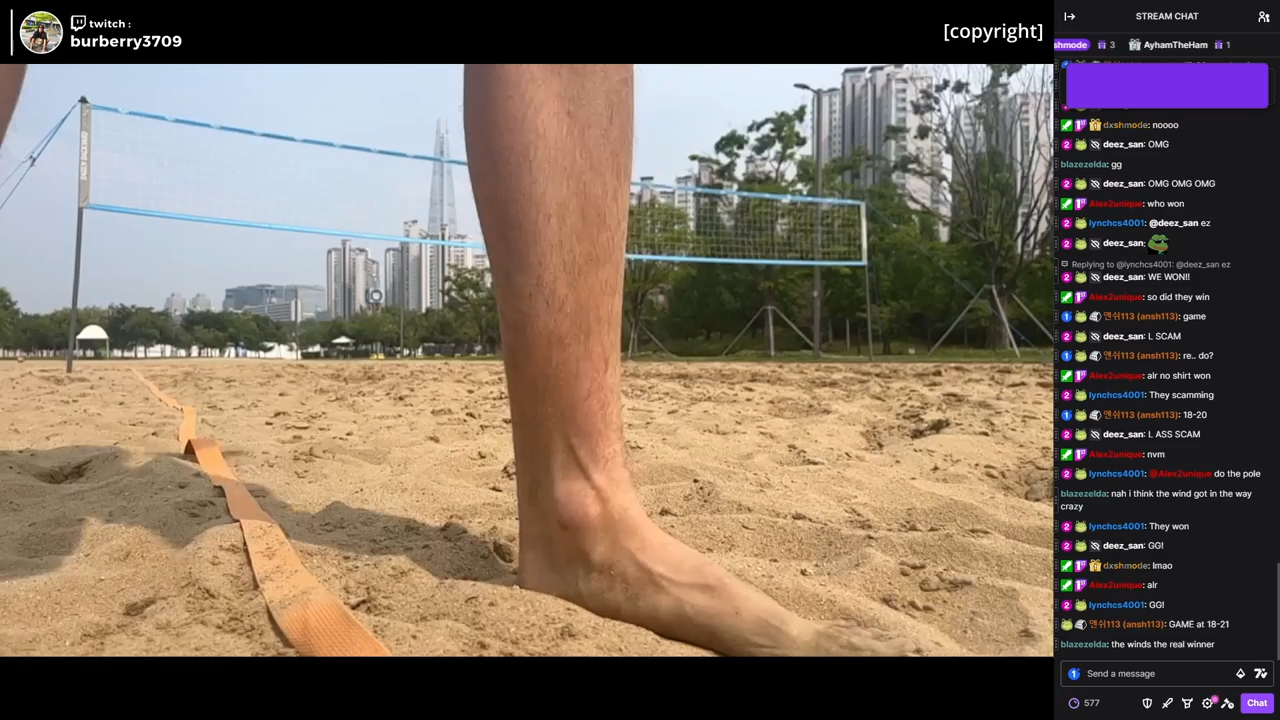 twitch :
burberry3709
[copyright]
STREAM CHAT
shmode 3 AyhamTheHam 1
dxshmode: noooo
deez_san: OMG
blazezelda: gg
deez_san: OMG OMG OMG
Alex2unique: who won
lynchcs4001: @deez_san ez
deez_san:
Replying to @lynchcs4001: @deez_san ez
deez_san: WE WON!!
Alex2unique: so did they win
앤쉬113 (ansh113): game
deez_san: L SCAM
앤쉬113 (ansh113): re.. do?
Alex2unique: alr no shirt won
lynchcs4001: They scamming
앤쉬113 (ansh113): 18-20
deez_san: L ASS SCAM
Alex2unique: nvm
lynchcs4001: @Alex2unique do the pole
blazezelda: nah i think the wind got in the way
crazy
lynchcs4001: They won
deez_san: GG!
dxshmode: lmao
Alex2unique: alr
lynchcs4001: GG!
앤쉬113 (ansh113): GAME at 18-21
blazezelda: the winds the real winner
Send a message
577
Chat